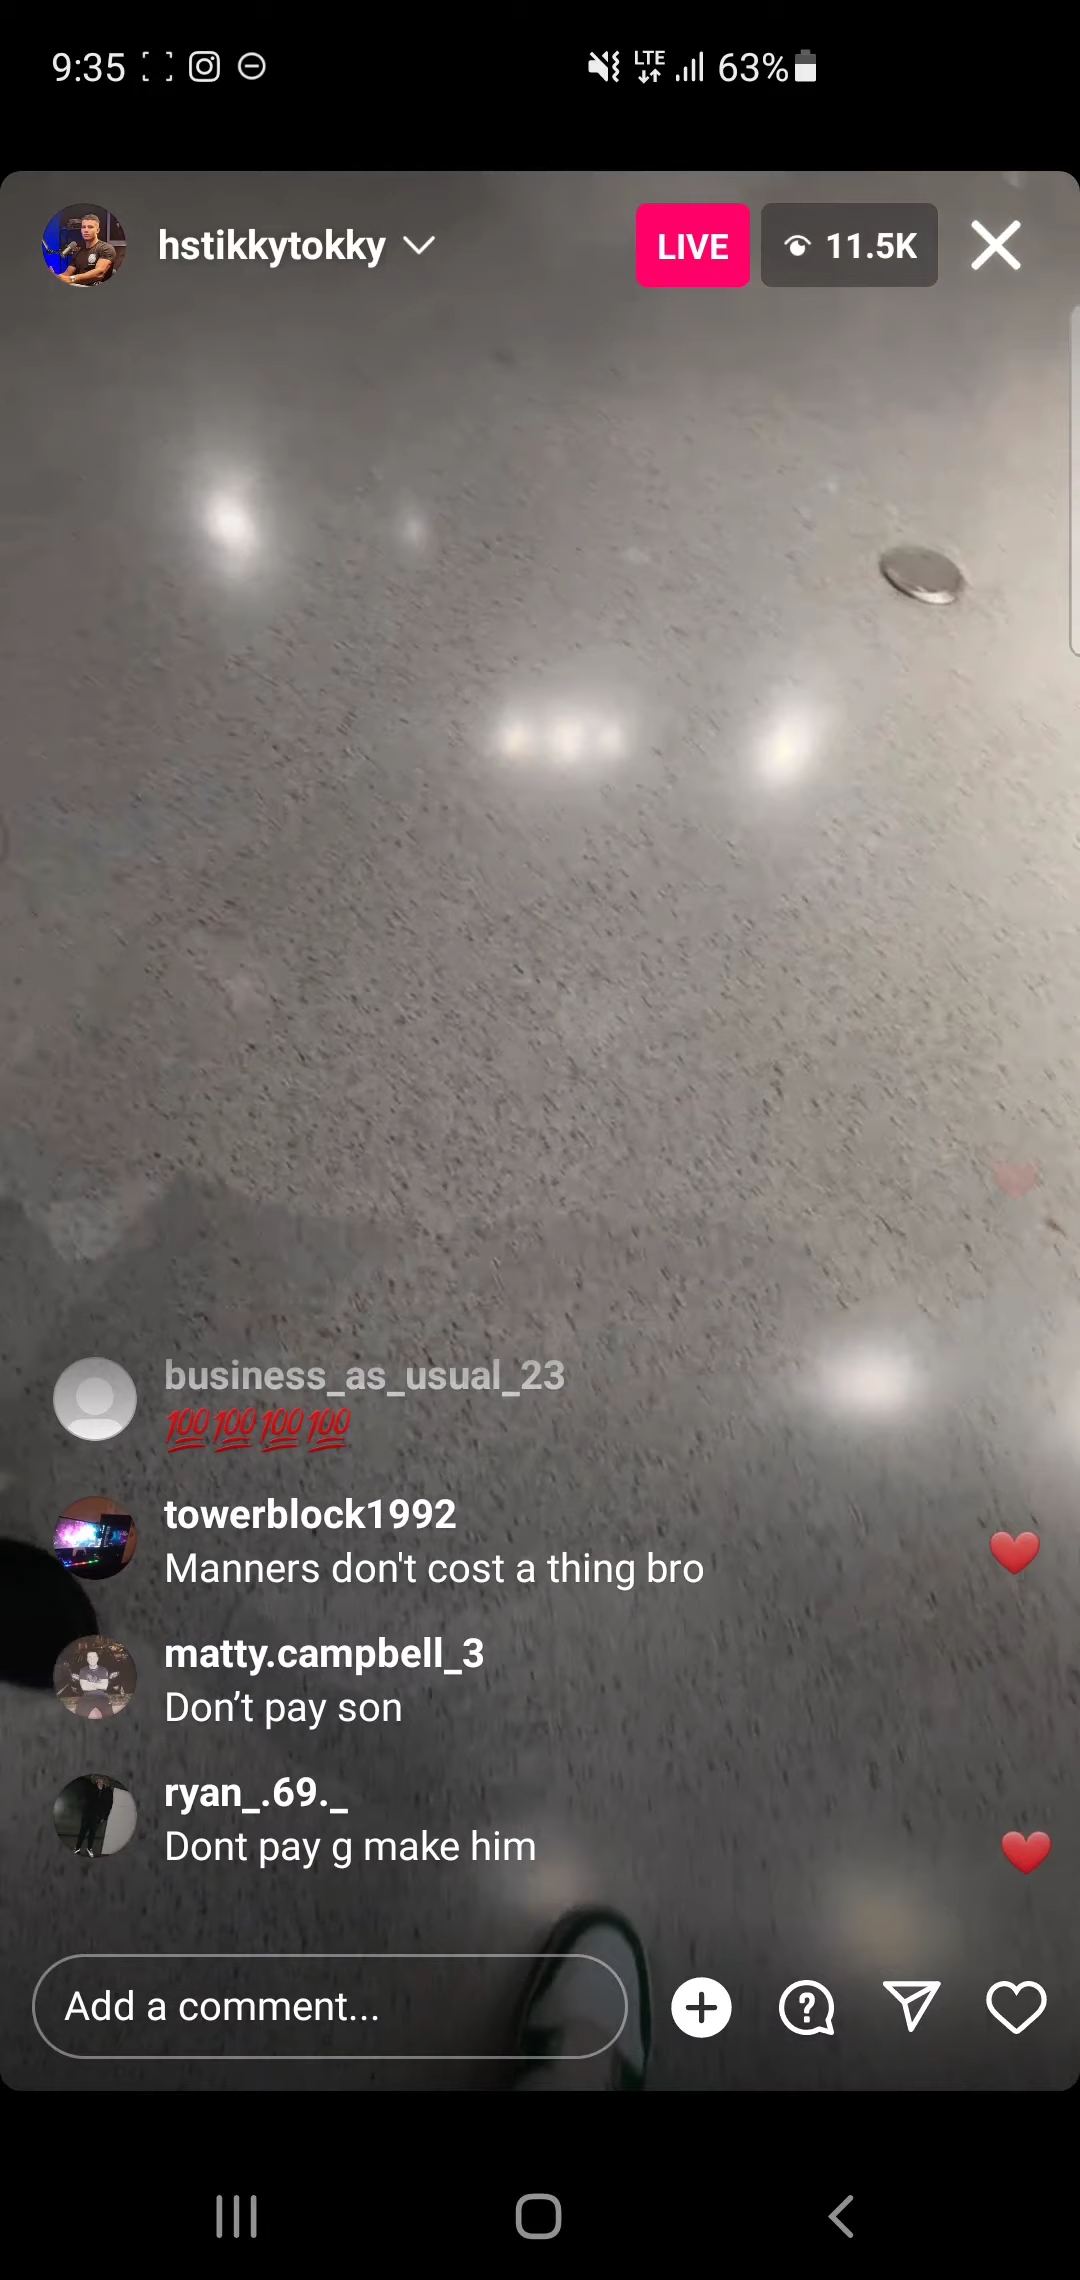 9:35
LTE
63%
hstikkytokky
LIVE
11.5K
business_as_usual_23
💯💯💯💯
towerblock1992
Manners don't cost a thing bro
matty.campbell_3
Don’t pay son
ryan_.69._
Dont pay g make him
Add a comment...